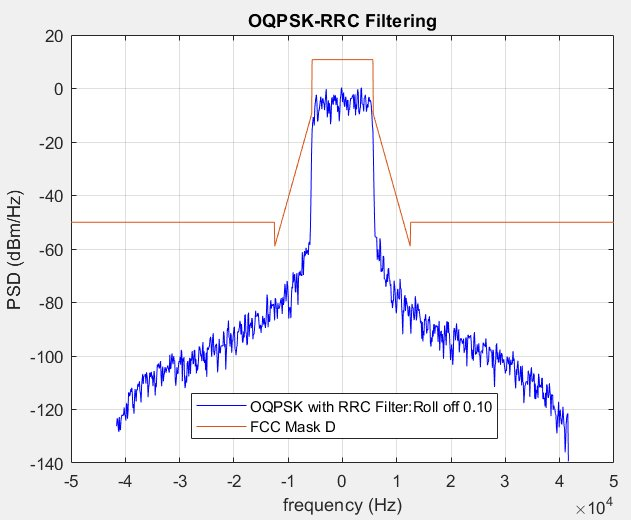 OQPSK-RRC Filtering
20
0
-20
-40
-60
-80
-100
-120
-140
PSD (dBm/Hz)
OQPSK with RRC Filter:Roll off 0.10
FCC Mask D
-5 -4 -3 -2 -1 0 1 2 3 4 5
frequency (Hz)
×10⁴